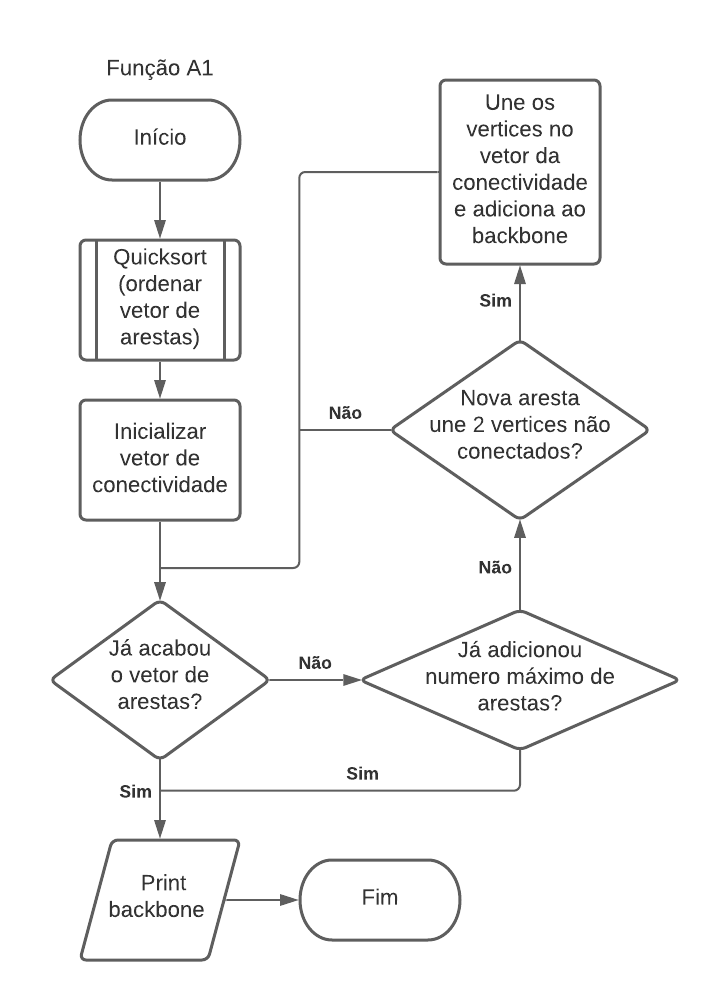 Função A1
Início
Quicksort
(ordenar
vetor de
arestas)
Inicializar
vetor de
conectividade
Já acabou
o vetor de
arestas?
Não
Já adicionou
numero máximo de
arestas?
Não
Nova aresta
une 2 vertices não
conectados?
Não
Sim
Une os
vertices no
vetor da
conectividade
e adiciona ao
backbone
Sim
Sim
Print
backbone
Fim